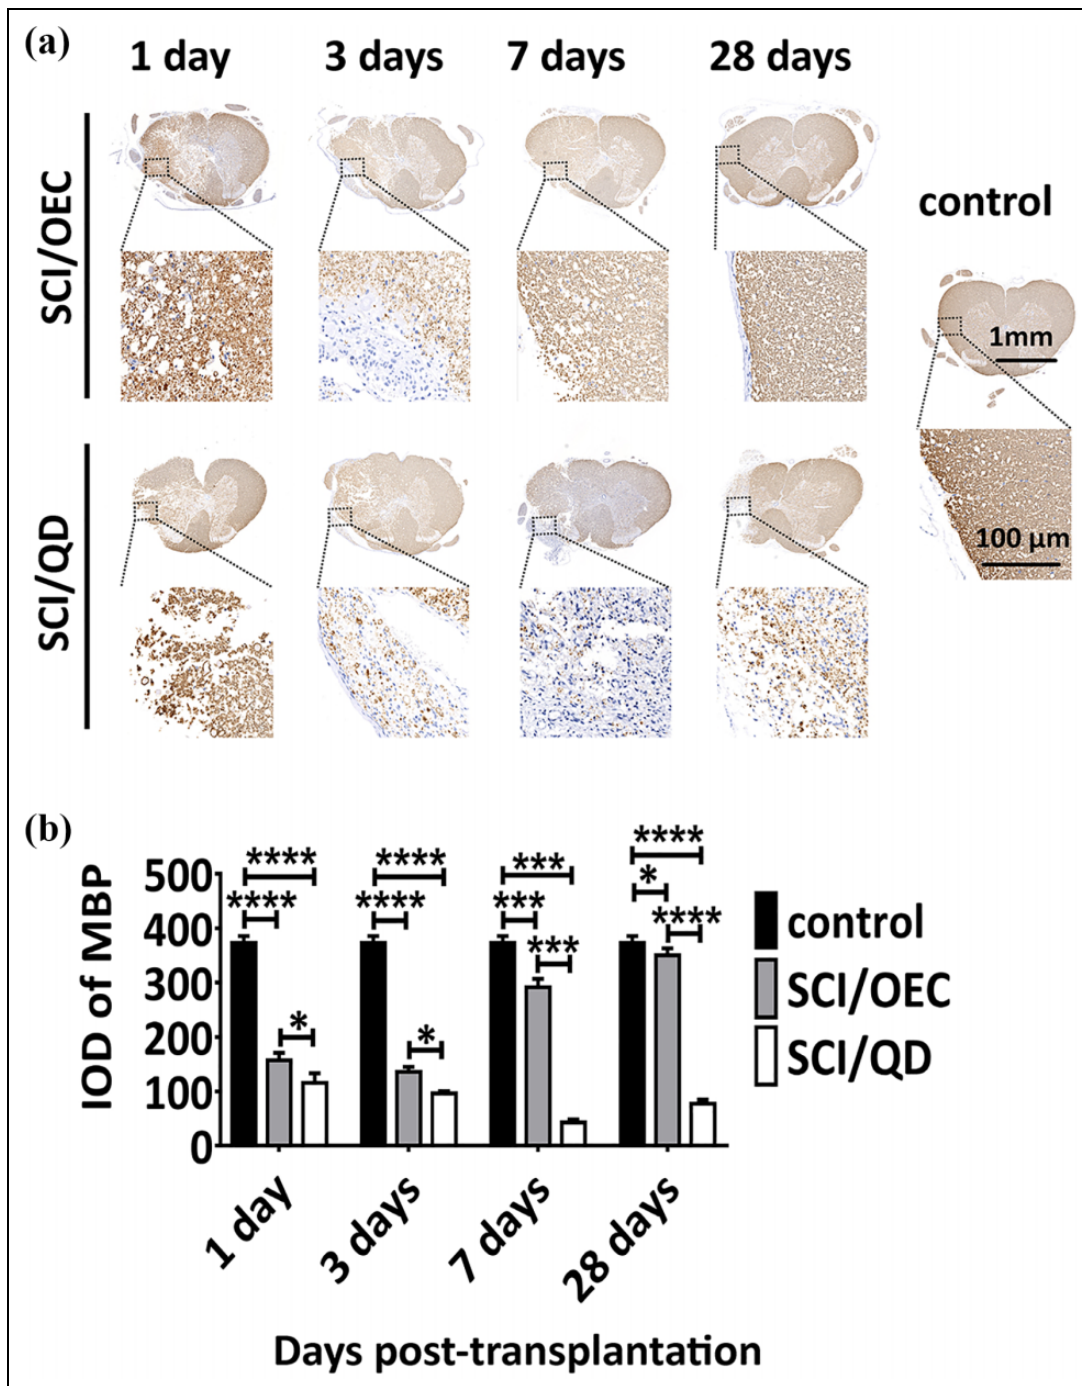 (a)
1 day 3 days 7 days 28 days
SCI/OEC
control
1mm
100 µm
SCI/QD
(b)
**** **** *** ****
**** **** *** * ****
***
* *
IOD of MBP
500
400
300
200
100
0
control
SCI/OEC
SCI/QD
1 day 3 days 7 days 28 days
Days post-transplantation